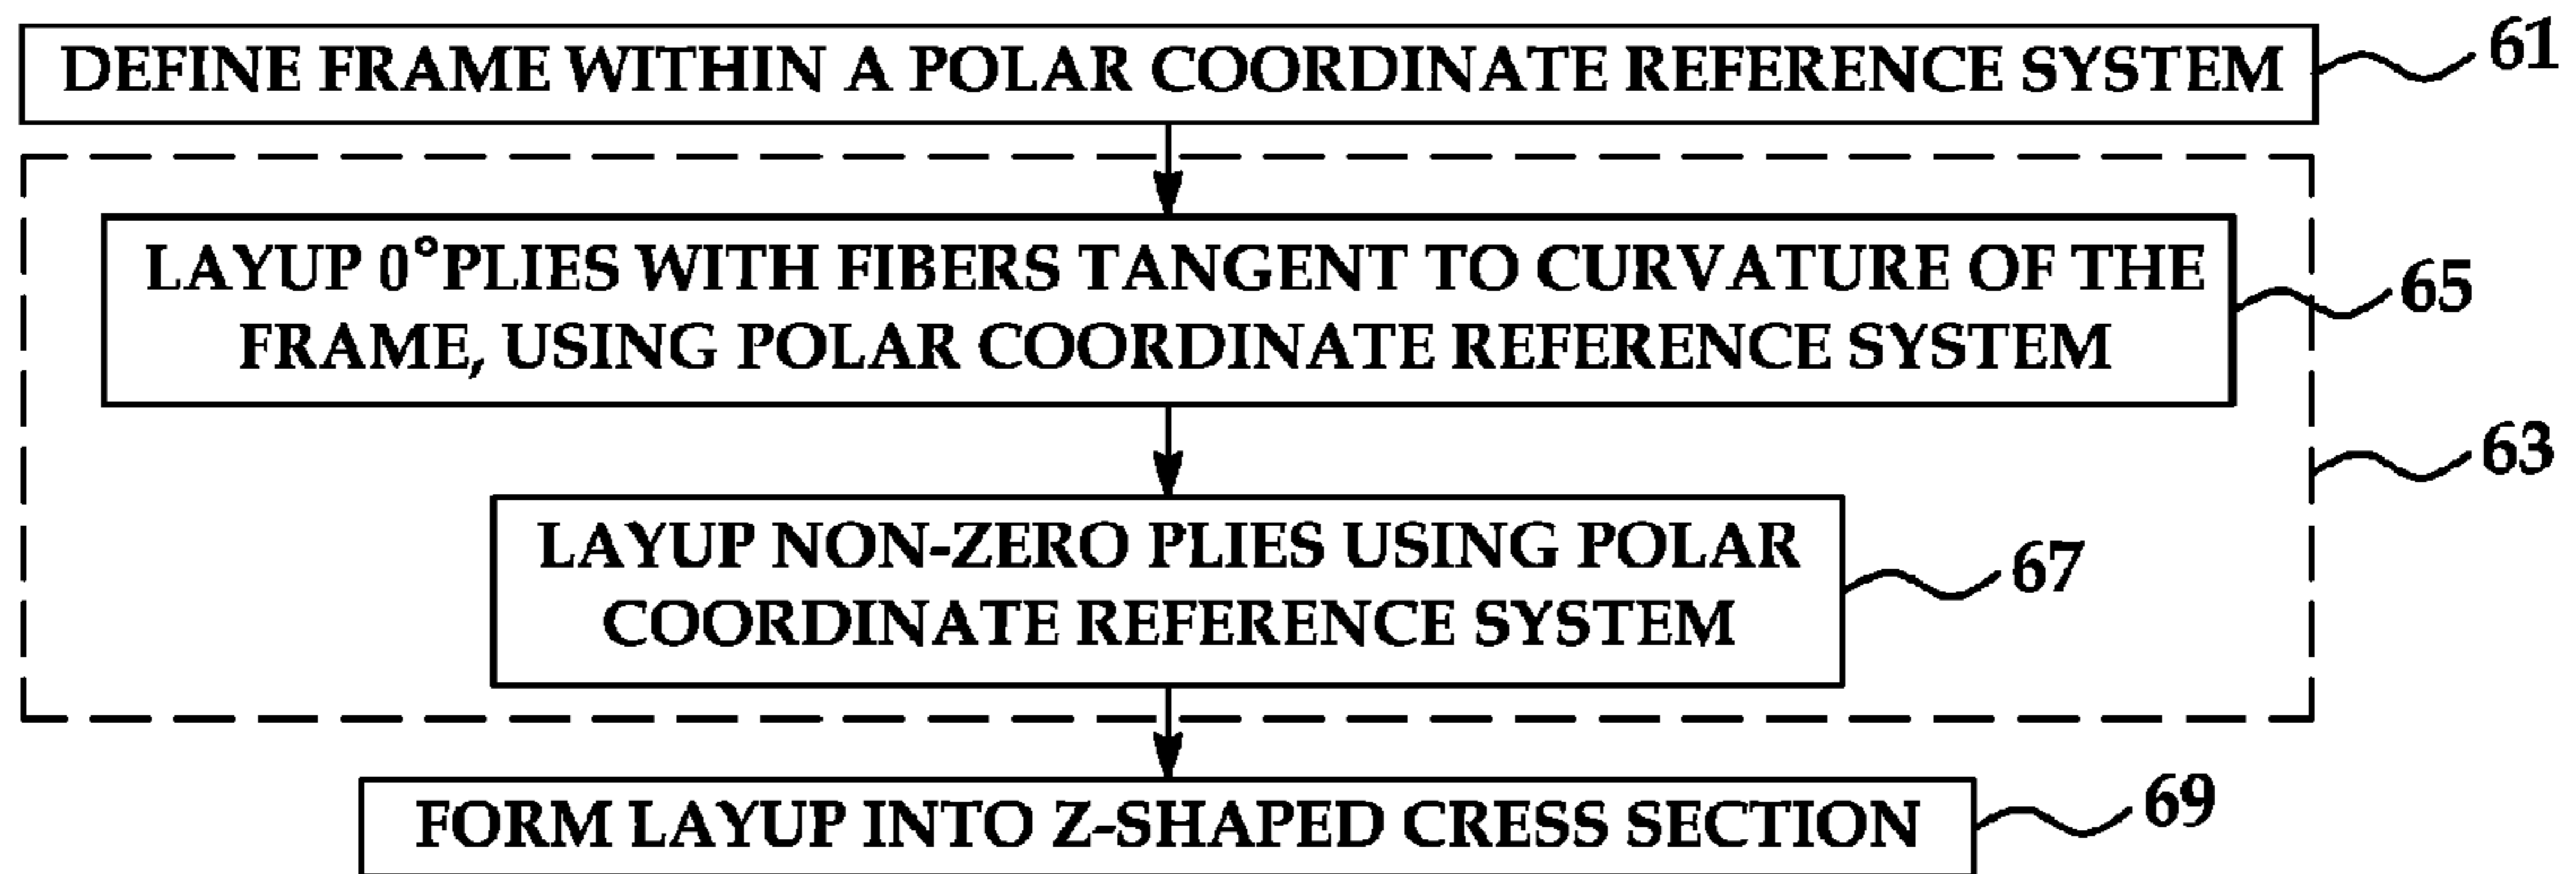 DEFINE FRAME WITHIN A POLAR COORDINATE REFERENCE SYSTEM
61
LAYUP 0°PLIES WITH FIBERS TANGENT TO CURVATURE OF THE
FRAME, USING POLAR COORDINATE REFERENCE SYSTEM
65
63
LAYUP NON-ZERO PLIES USING POLAR
COORDINATE REFERENCE SYSTEM
67
FORM LAYUP INTO Z-SHAPED CRESS SECTION
69